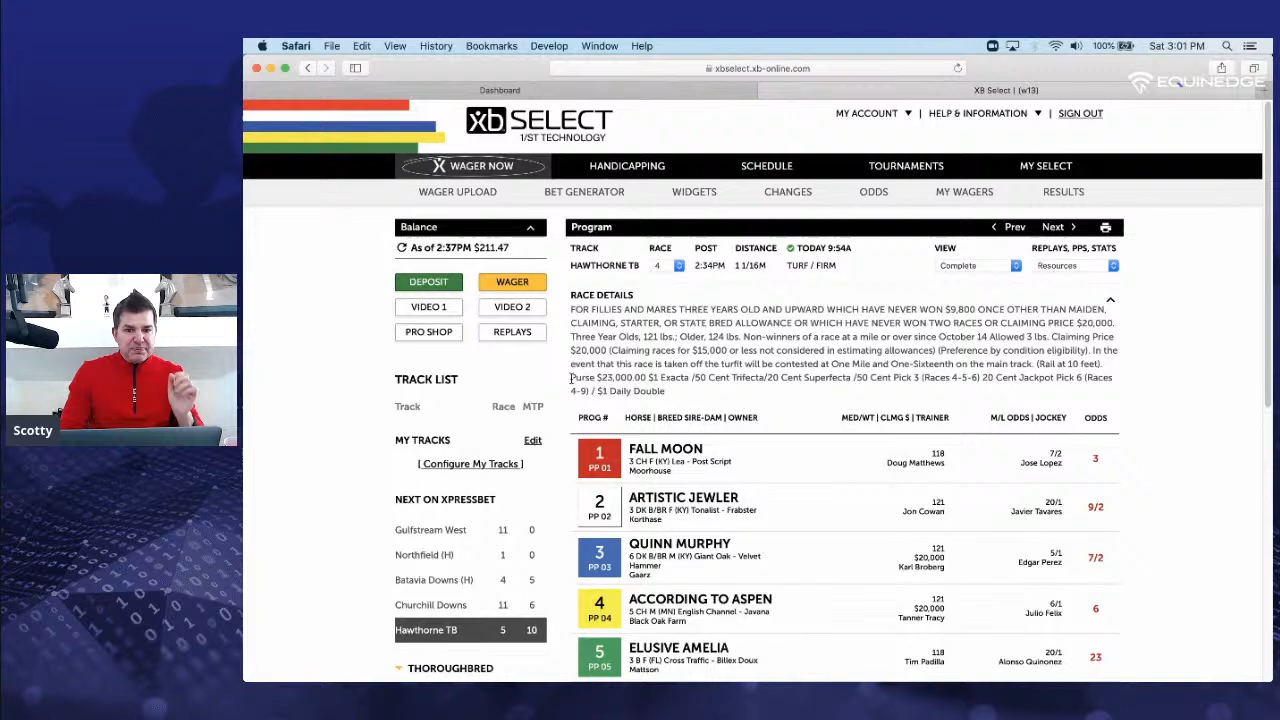 Safari File Edit View History Bookmarks Develop Window Help 100% Sat 3:01 PM
xbselect.xb-online.com
EQUINEDGE
Dashboard XB Select | (w13)
xb SELECT
1/ST TECHNOLOGY
MY ACCOUNT | HELP & INFORMATION | SIGN OUT
X WAGER NOW HANDICAPPING SCHEDULE TOURNAMENTS MY SELECT
WAGER UPLOAD BET GENERATOR WIDGETS CHANGES ODDS MY WAGERS RESULTS
Balance
As of 2:37PM $211.47
DEPOSIT WAGER
VIDEO 1 VIDEO 2
PRO SHOP REPLAYS
TRACK LIST
Track Race MTP
MY TRACKS Edit
[ Configure My Tracks ]
NEXT ON XPRESSBET
Gulfstream West 11 0
Northfield (H) 1 0
Batavia Downs (H) 4 5
Churchill Downs 11 6
Hawthorne TB 5 10
THOROUGHBRED
Program Prev Next
TRACK RACE POST DISTANCE TODAY 9:54A VIEW REPLAYS, PPS, STATS
HAWTHORNE TB 4 2:34PM 1 1/16M TURF / FIRM Complete Resources
RACE DETAILS
FOR FILLIES AND MARES THREE YEARS OLD AND UPWARD WHICH HAVE NEVER WON $9,800 ONCE OTHER THAN MAIDEN,
CLAIMING, STARTER, OR STATE BRED ALLOWANCE OR WHICH HAVE NEVER WON TWO RACES OR CLAIMING PRICE $20,000.
Three Year Olds, 121 lbs.; Older, 124 lbs. Non-winners of a race at a mile or over since October 14 Allowed 3 lbs. Claiming Price
$20,000 (Claiming races for $15,000 or less not considered in estimating allowances) (Preference by condition eligibility). In the
event that this race is taken off the turfit will be contested at One Mile and One-Sixteenth on the main track. (Rail at 10 feet).
Purse $23,000.00 $1 Exacta /50 Cent Trifecta/20 Cent Superfecta /50 Cent Pick 3 (Races 4-5-6) 20 Cent Jackpot Pick 6 (Races
4-9) / $1 Daily Double
PROG # HORSE | BREED SIRE-DAM | OWNER MED/WT | CLMG $ | TRAINER M/L ODDS | JOCKEY ODDS
1 PP 01 FALL MOON
3 CH F (KY) Lea - Post Script
Moorhouse
118
Doug Matthews
7/2
Jose Lopez
3
2 PP 02 ARTISTIC JEWLER
3 DK B/BR F (KY) Tonalist - Frabster
Korthase
121
Jon Cowan
20/1
Javier Tavares
9/2
3 PP 03 QUINN MURPHY
6 DK B/BR M (KY) Giant Oak - Velvet
Hammer
Gaarz
121
$20,000
Karl Broberg
5/1
Edgar Perez
7/2
4 PP 04 ACCORDING TO ASPEN
5 CH M (MN) English Channel - Javana
Black Oak Farm
121
$20,000
Tanner Tracy
6/1
Julio Felix
6
5 PP 05 ELUSIVE AMELIA
3 B F (FL) Cross Traffic - Billex Doux
Mattson
118
Tim Padilla
20/1
Alonso Quinonez
23
Scotty